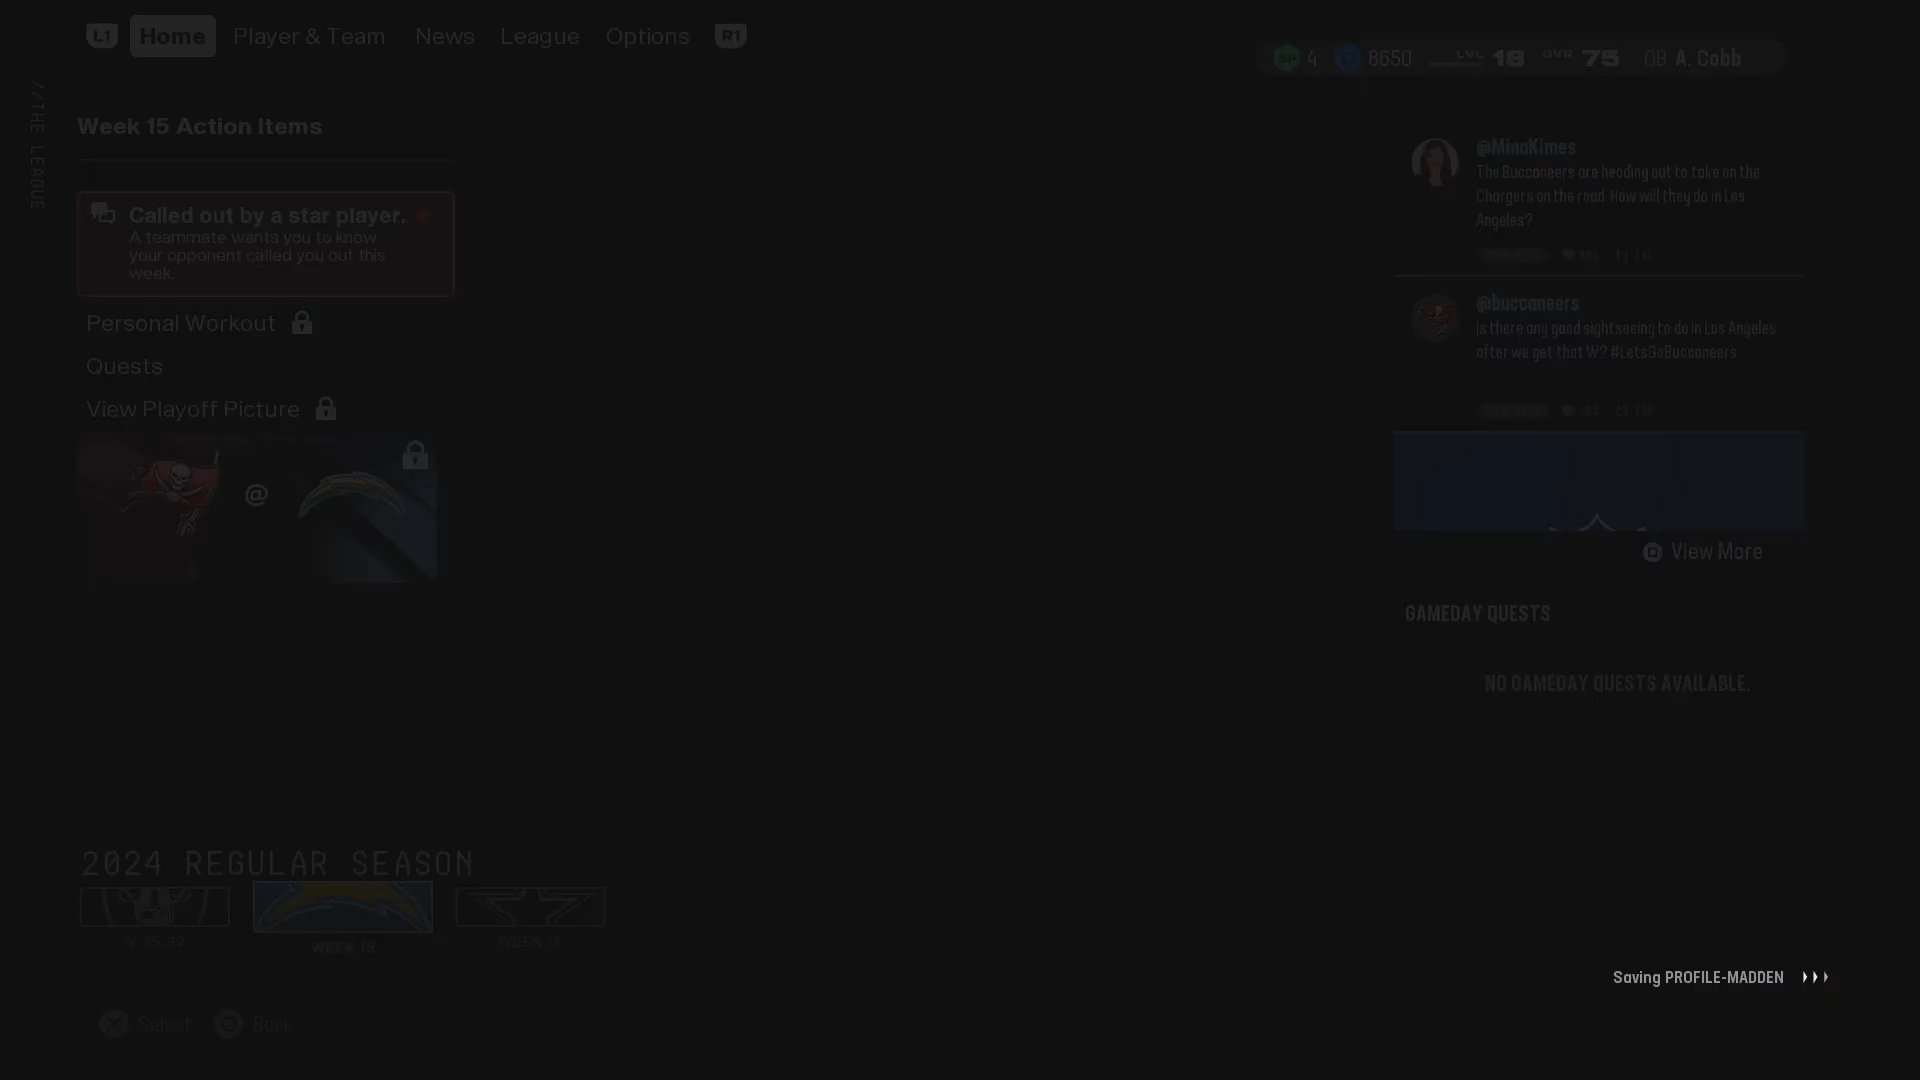 L1 Home Player & Team News League Options R1
4 8650 LVL 18 OVR 75 QB A. Cobb
//THE LEAGUE
Week 15 Action Items
Called out by a star player.
A teammate wants you to know
your opponent called you out this
week.
Personal Workout
Quests
View Playoff Picture
@
@MinaKimes
The Buccaneers are heading out to take on the
Chargers on the road. How will they do in Los
Angeles?
@buccaneers
Is there any good sightseeing to do in Los Angeles
after we get that W? #LetsGoBuccaneers
View More
GAMEDAY QUESTS
NO GAMEDAY QUESTS AVAILABLE.
2024 REGULAR SEASON
WEEK 15
WEEK 16
Saving PROFILE-MADDEN
Select Back